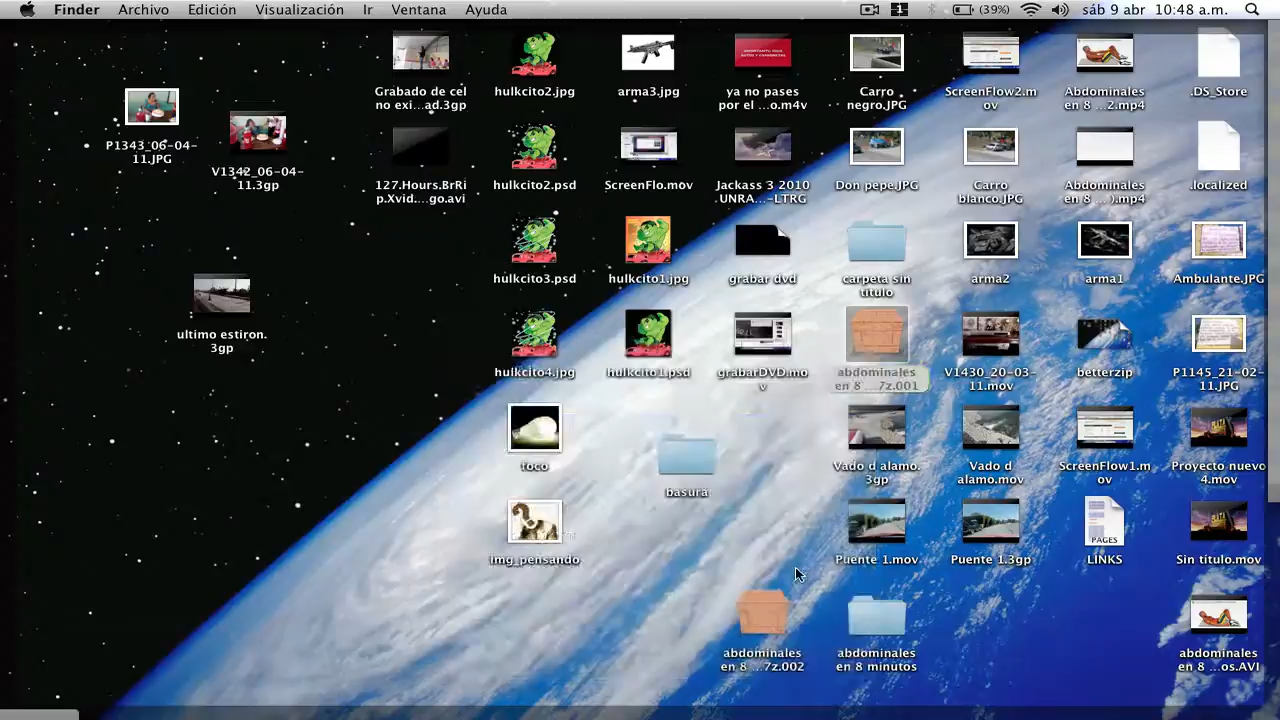 Finder Archivo Edición Visualización Ir Ventana Ayuda 1 (39%) sáb 9 abr 10:48 a.m.
Grabado de cel
no exi...ad.3gp
hulkcito2.jpg
arma3.jpg
ya no pases
por el ...o.m4v
Carro
negro.JPG
ScreenFlow2.m
ov
Abdominales
en 8 ...2.mp4
.DS_Store
P1343_06-04-
11.JPG
V1342_06-04-
11.3gp
127.Hours.BrRi
p.Xvid...go.avi
hulkcito2.psd
ScreenFlo.mov
Jackass 3 2010
.UNRA...-LTRG
Don pepe.JPG
Carro
blanco.JPG
Abdominales
en 8 ...).mp4
.localized
hulkcito3.psd
hulkcito1.jpg
grabar dvd
carpeta sin
título
arma2
arma1
Ambulante.JPG
ultimo estiron.
3gp
hulkcito4.jpg
hulkcito1.psd
grabarDVD.mo
v
abdominales
en 8 ...7z.001
V1430_20-03-
11.mov
betterzip
P1145_21-02-
11.JPG
foco
basura
Vado d alamo.
3gp
Vado d
alamo.mov
ScreenFlow1.m
ov
Proyecto nuevo
4.mov
img_pensando
Puente 1.mov
Puente 1.3gp
PAGES
LINKS
Sin título.mov
abdominales
en 8 ...7z.002
abdominales
en 8 minutos
abdominales
en 8 ...os.AVI